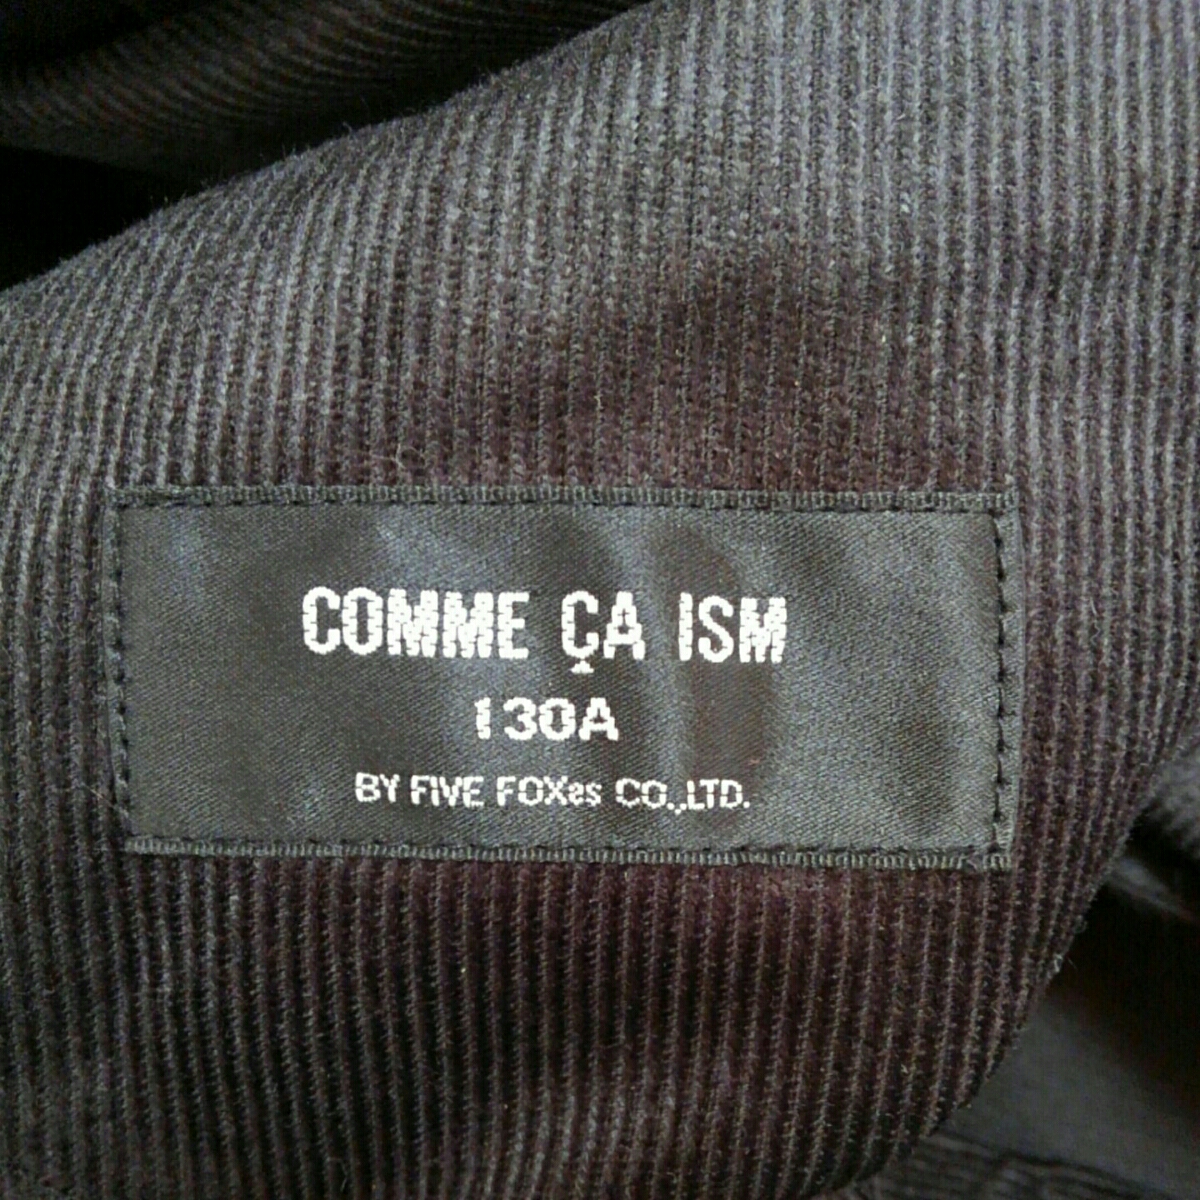 COMME ÇA ISM
130A
BY FIVE FOXes CO.,LTD.